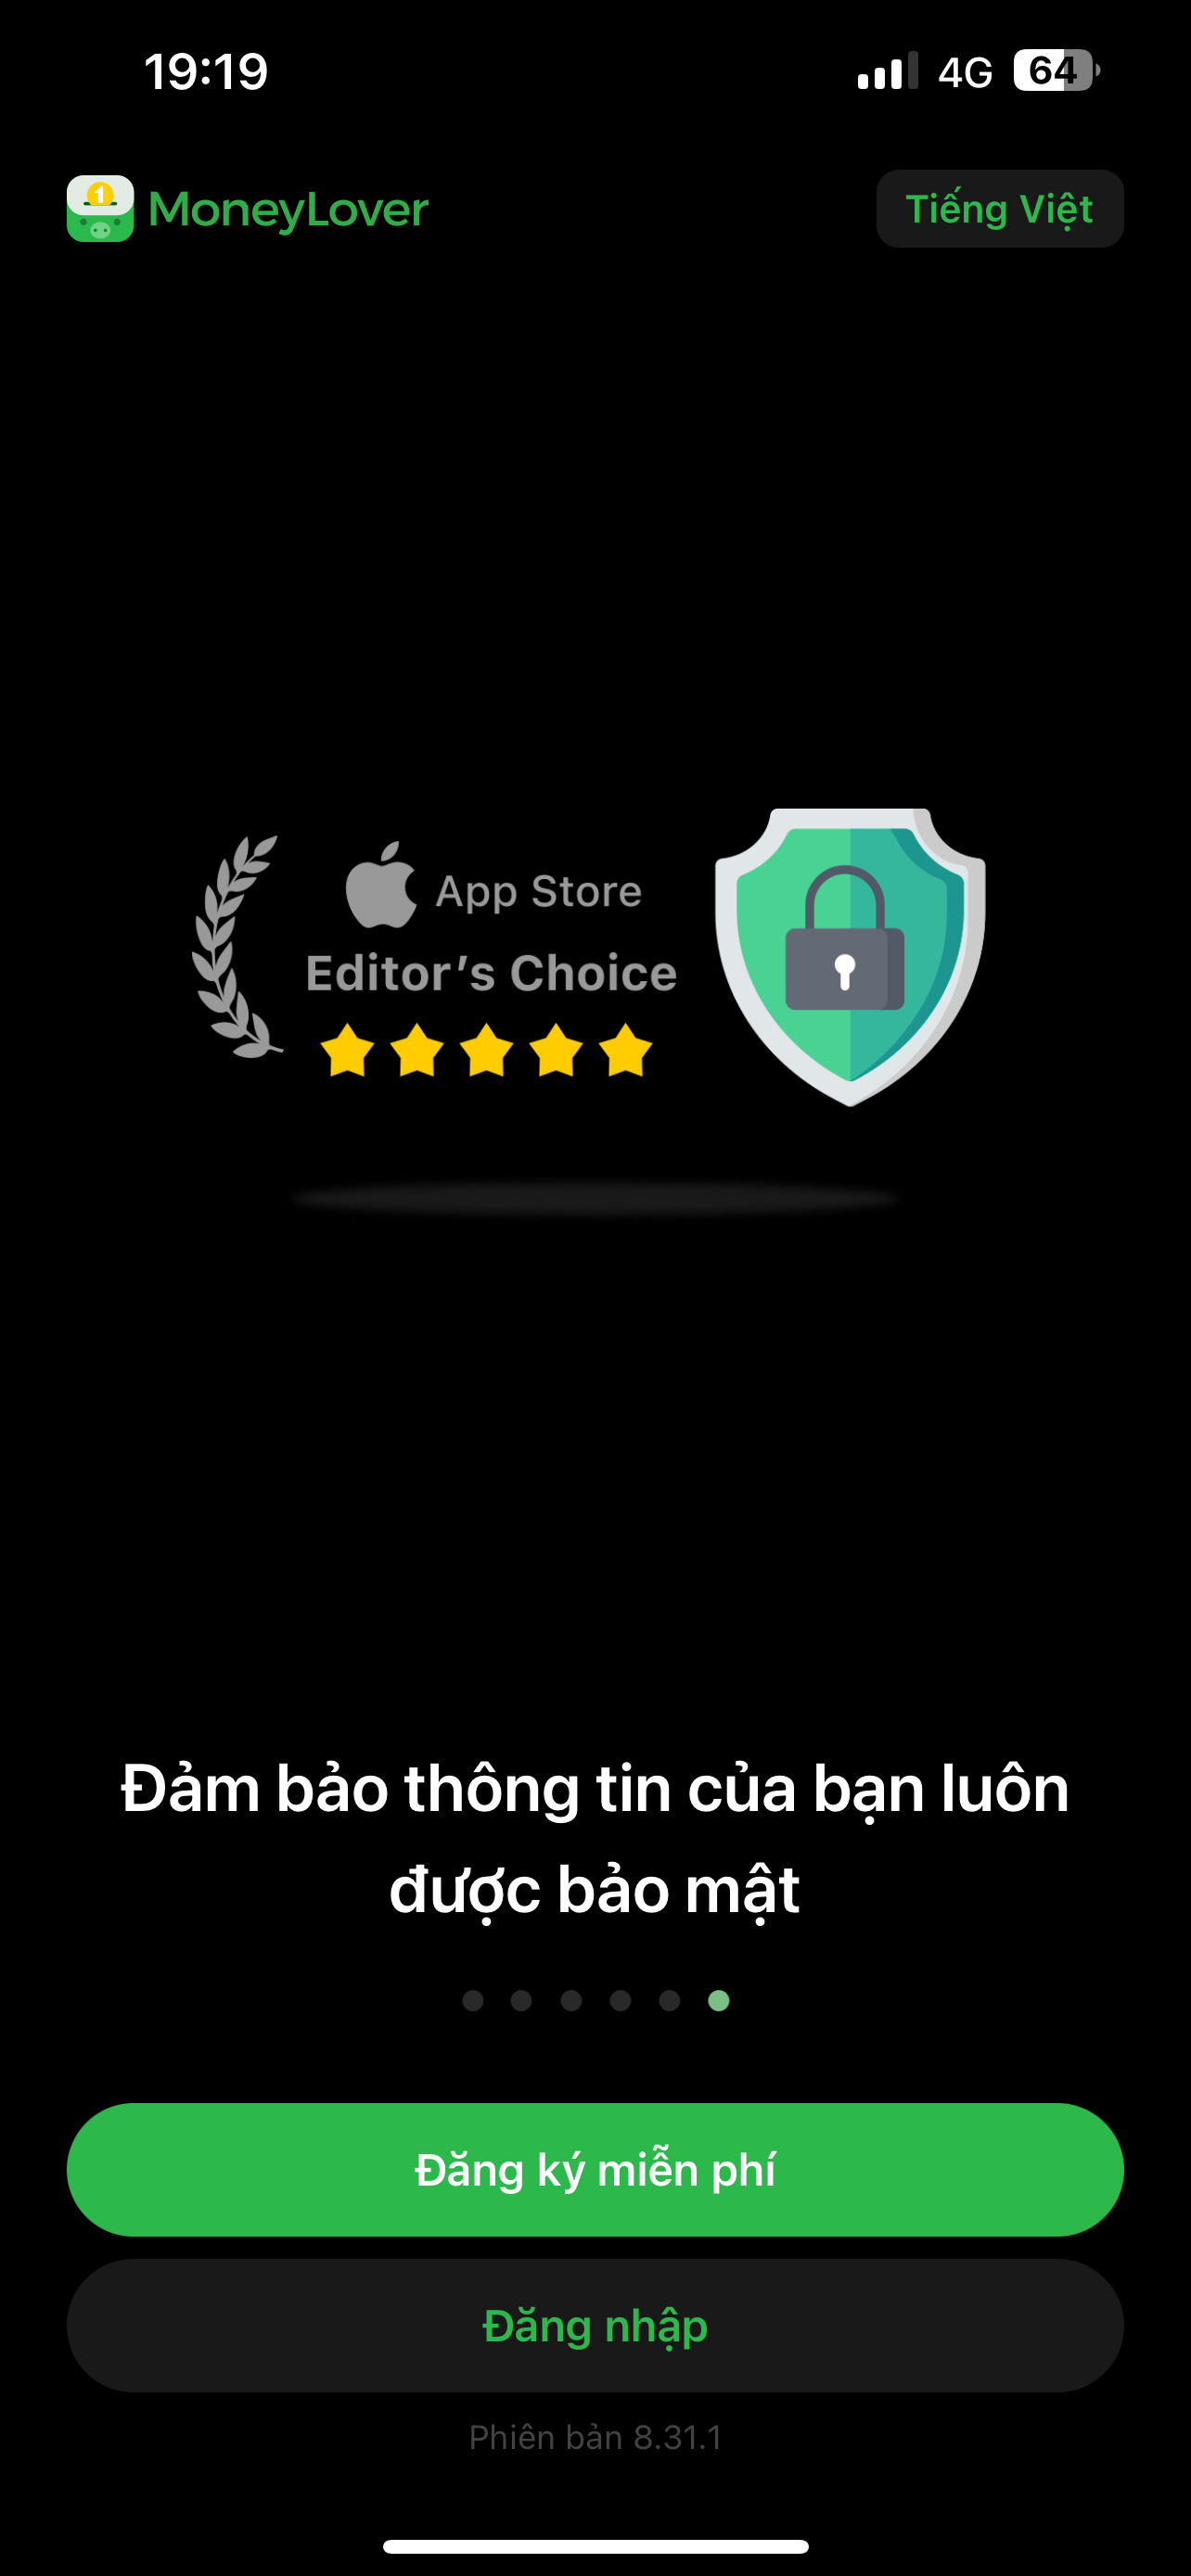 19:19
4G
64
1
MoneyLover
Tiếng Việt
App Store
Editor’s Choice
Đảm bảo thông tin của bạn luôn
được bảo mật
Đăng ký miễn phí
Đăng nhập
Phiên bản 8.31.1